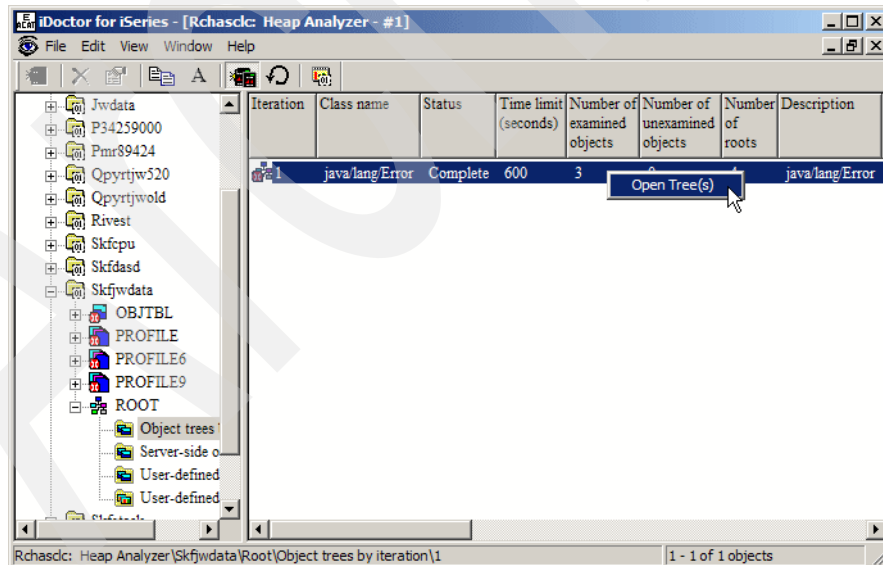 iDoctor for iSeries - [Rchasclc: Heap Analyzer - #1]
File Edit View Window Help
Iteration Class name Status Time limit (seconds) Number of examined objects Number of unexamined objects Number of roots Description
1 java/lang/Error Complete 600 3 java/lang/Error
Open Tree(s)
Jwdata
P34259000
Pmr89424
Qpyrtjw520
Qpyrtjwold
Rivest
Skfcpu
Skfdasd
Skfjwdata
OBJTBL
PROFILE
PROFILE6
PROFILE9
ROOT
Object trees
Server-side o
User-defined
User-defined
Rchasclc: Heap Analyzer\Skfjwdata\Root\Object trees by iteration\1
1 - 1 of 1 objects